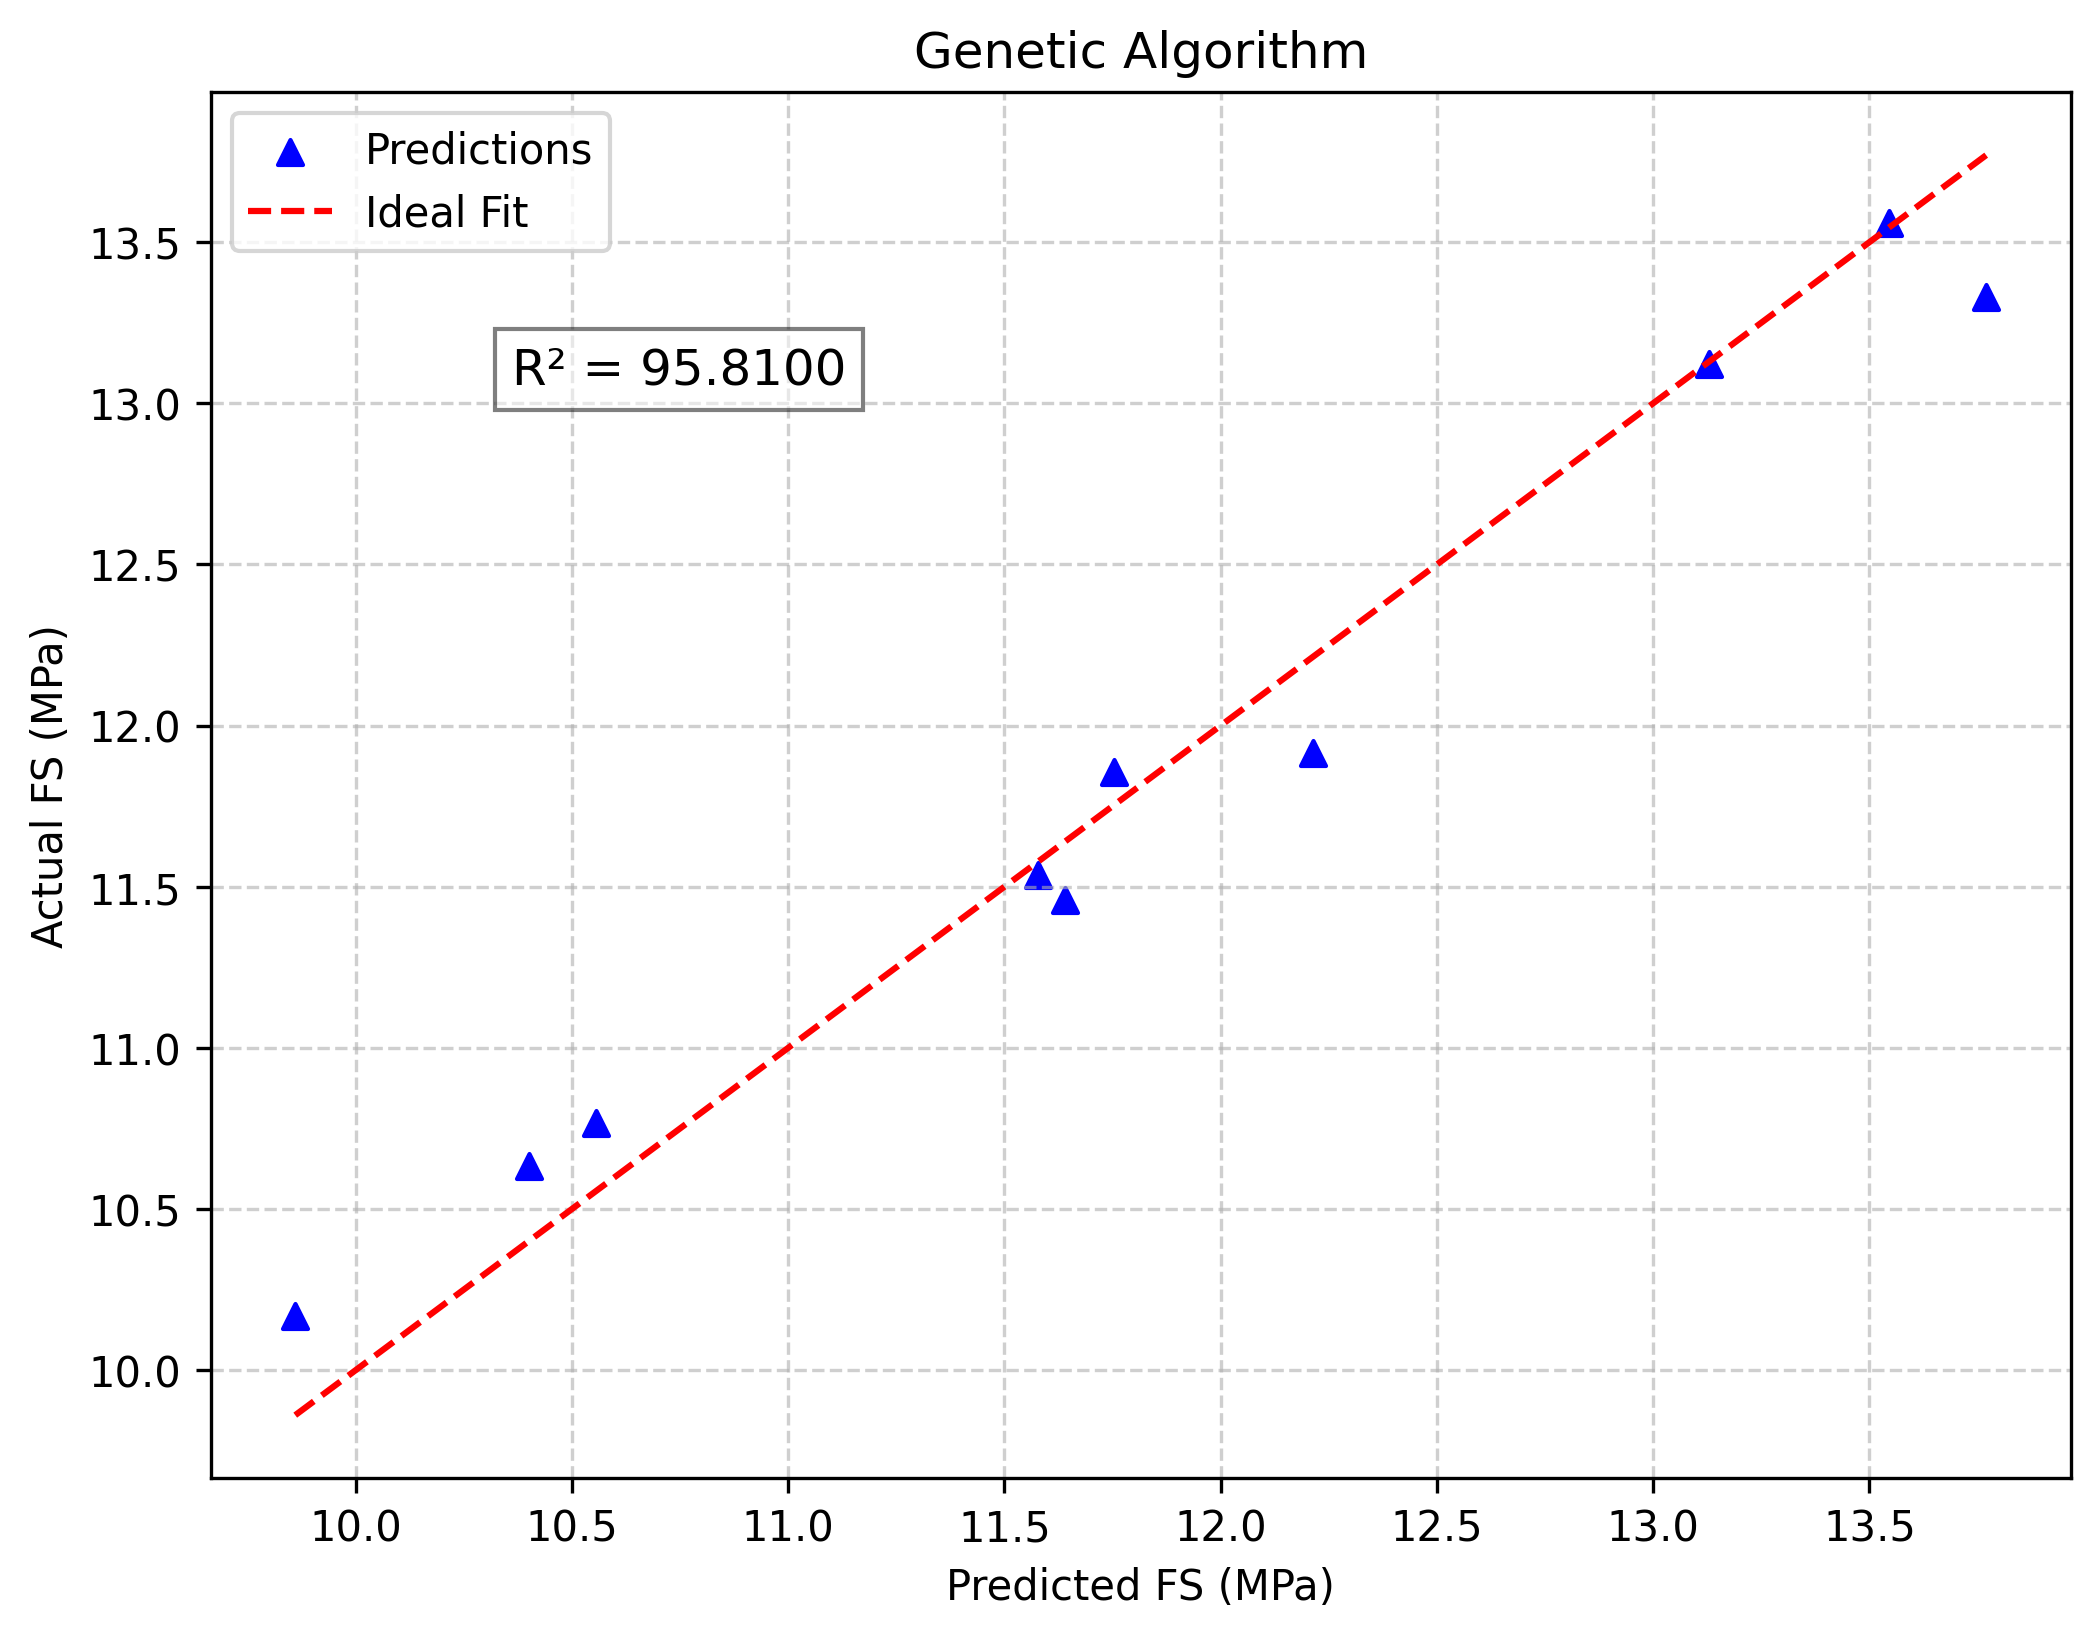 Genetic Algorithm
Predictions
Ideal Fit
R² = 95.8100
13.5
13.0
12.5
12.0
11.5
11.0
10.5
10.0
Actual FS (MPa)
10.0 10.5 11.0 11.5 12.0 12.5 13.0 13.5
Predicted FS (MPa)